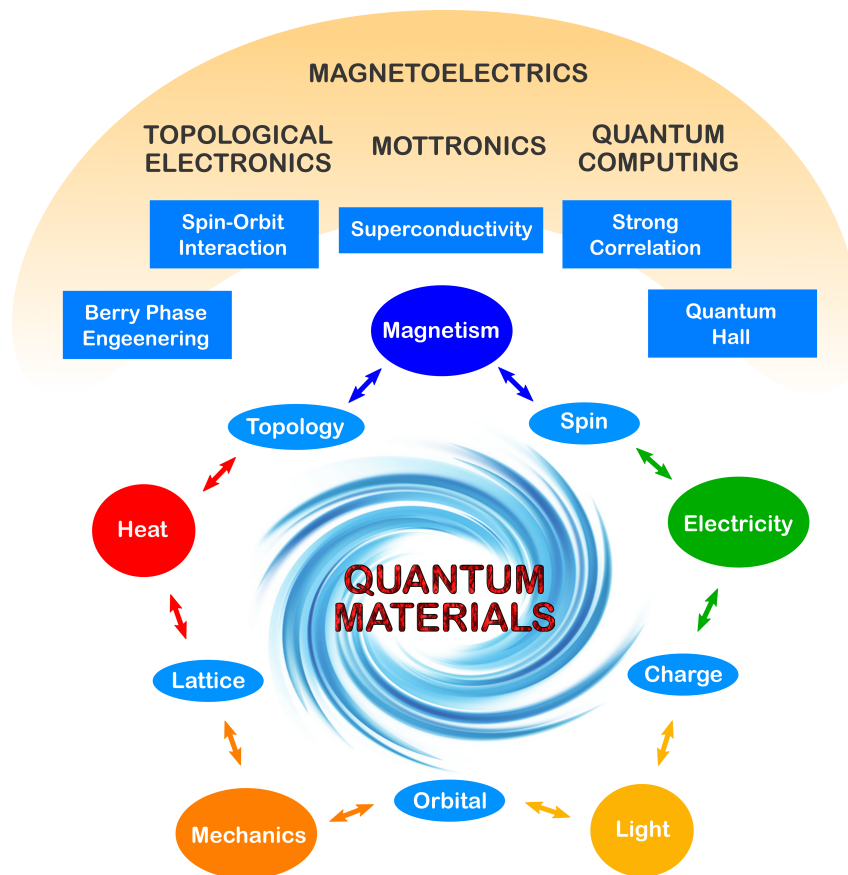 MAGNETOELECTRICS
TOPOLOGICAL
ELECTRONICS
MOTTRONICS
QUANTUM
COMPUTING
Spin-Orbit
Interaction
Superconductivity
Strong
Correlation
Berry Phase
Engeenering
Quantum
Hall
Magnetism
Topology
Spin
Heat
Electricity
QUANTUM
MATERIALS
Lattice
Charge
Orbital
Mechanics
Light